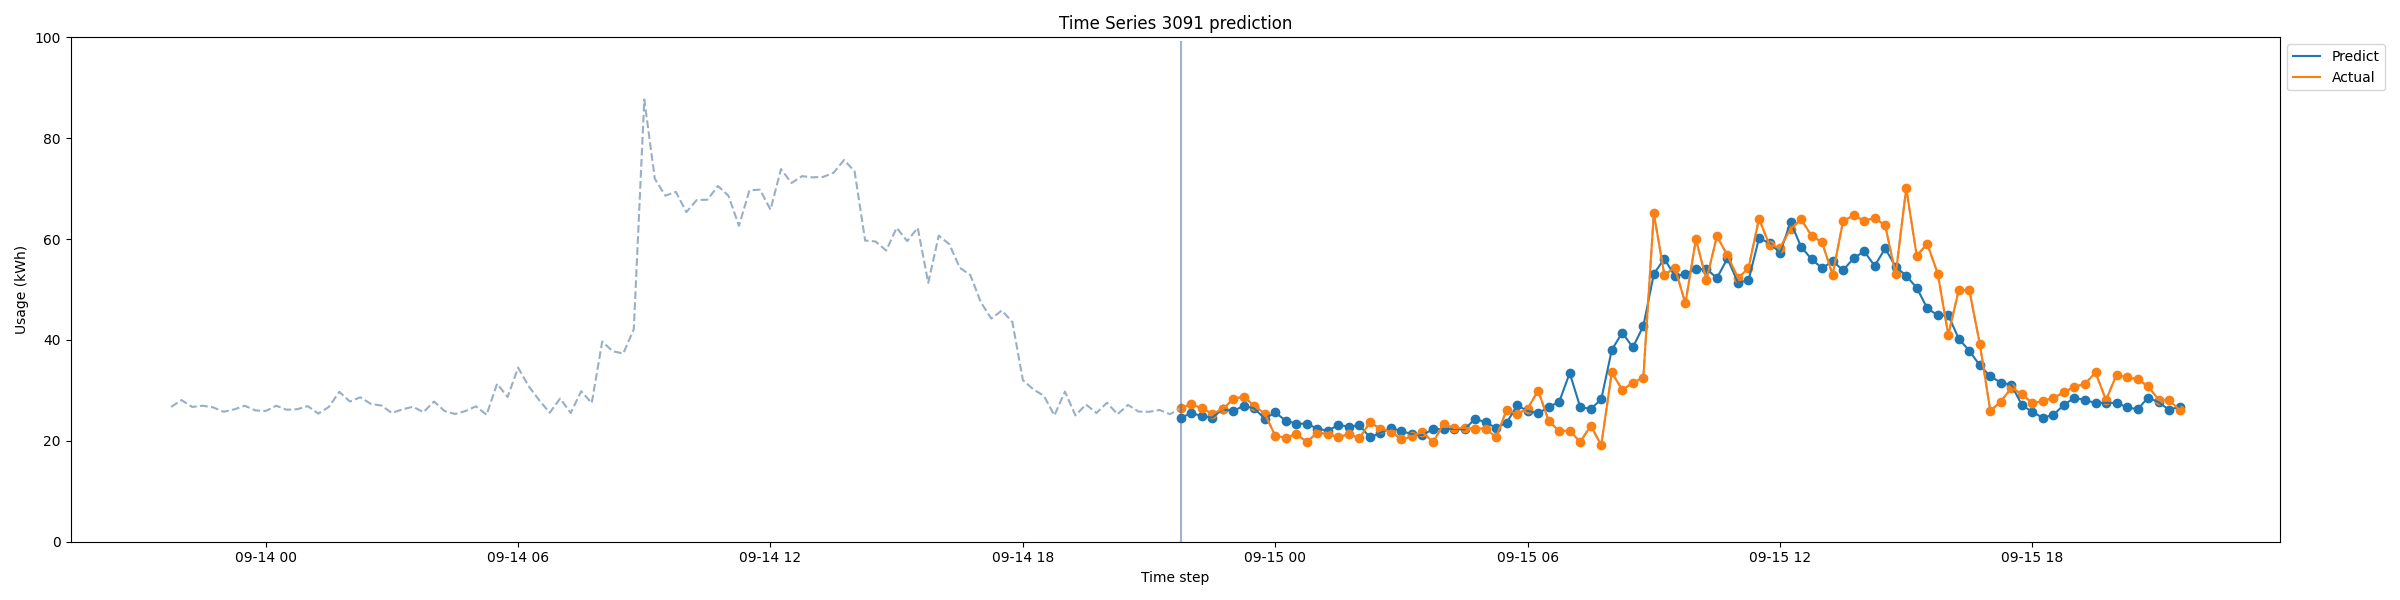 Time Series 3091 prediction
Usage (kWh)
100
80
60
40
20
0
Predict
Actual
09-14 00
09-14 06
09-14 12
09-14 18
09-15 00
09-15 06
09-15 12
09-15 18
Time step